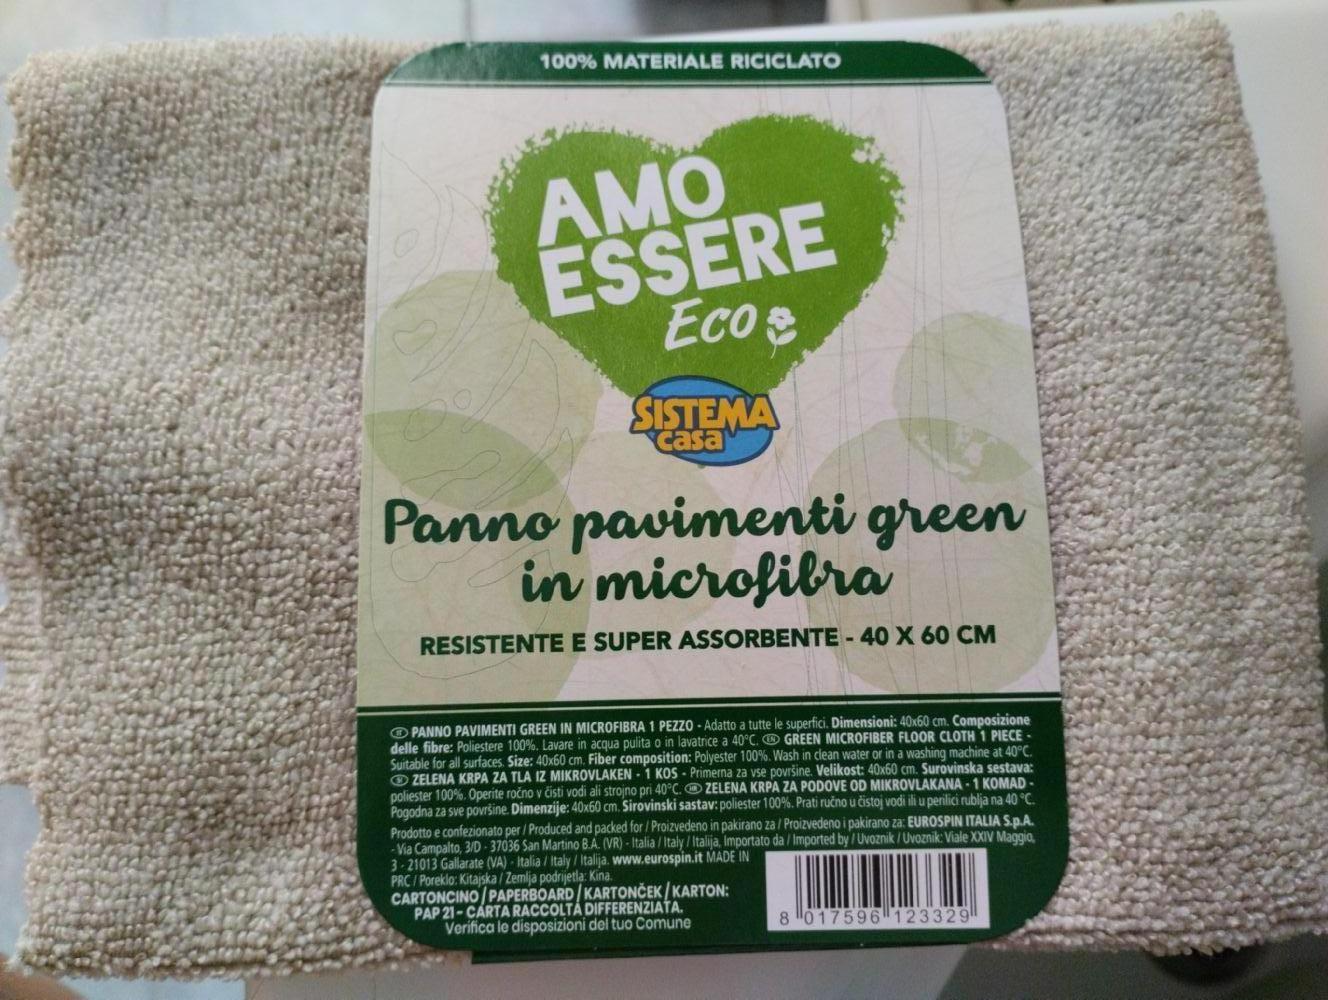 100% MATERIALE RICICLATO
AMO
ESSERE
Eco
SISTEMA
casa
Panno pavimenti green
in microfibra
RESISTENTE E SUPER ASSORBENTE - 40 X 60 CM
IT PANNO PAVIMENTI GREEN IN MICROFIBRA 1 PEZZO - Adatto a tutte le superfici. Dimensioni: 40x60 cm. Composizione
delle fibre: Poliestere 100%. Lavare in acqua pulita o in lavatrice a 40°C. EN GREEN MICROFIBER FLOOR CLOTH 1 PIECE -
Suitable for all surfaces. Size: 40x60 cm. Fiber composition: Polyester 100%. Wash in clean water or in a washing machine at 40°C.
SI ZELENA KRPA ZA TLA IZ MIKROVLAKEN - 1 KOS - Primerna za vse površine. Velikost: 40x60 cm. Surovinska sestava:
poliester 100%. Operite ročno v čisti vodi ali strojno pri 40°C. HR ZELENA KRPA ZA PODOVE OD MIKROVLAKANA - 1 KOMAD -
Pogodna za sve površine. Dimenzije: 40x60 cm. Sirovinski sastav: poliester 100%. Prati ručno u čistoj vodi ili u perilici rublja na 40 °C.
Prodotto e confezionato per / Produced and packed for / Proizvedeno in pakirano za / Proizvedeno i pakirano za: EUROSPIN ITALIA S.p.A.
- Via Campalto, 3/D - 37036 San Martino B.A. (VR) - Italia / Italy / Italija, Importato da / Imported by / Uvoznik / Uvoznik: Viale XXIV Maggio,
3 - 21013 Gallarate (VA) - Italia / Italy / Italija. www.eurospin.it MADE IN
PRC / Poreklo: Kitajska / Zemlja podrijetla: Kina.
CARTONCINO / PAPERBOARD / KARTONČEK / KARTON:
PAP 21 - CARTA RACCOLTA DIFFERENZIATA.
Verifica le disposizioni del tuo Comune
8 017596 123329